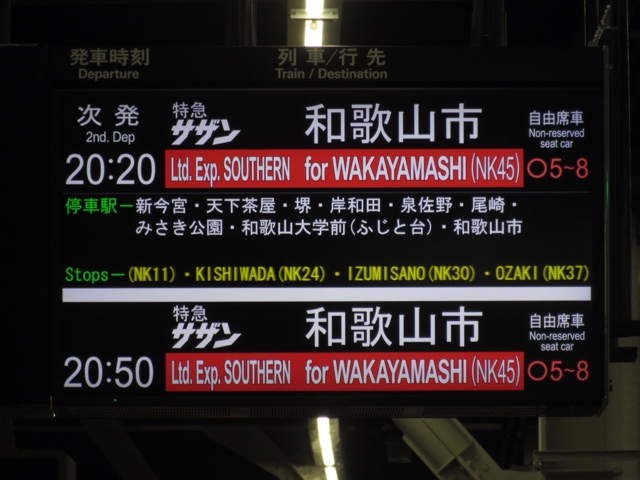 発車時刻 列車/行先
Departure Train / Destination
次発 特急 サザン 和歌山市 自由席車
2nd. Dep Non-reserved seat car
20:20 Ltd. Exp. SOUTHERN for WAKAYAMASHI (NK45) ○5~8
停車駅ー新今宮・天下茶屋・堺・岸和田・泉佐野・尾崎・
みさき公園・和歌山大学前(ふじと台)・和歌山市
Stopsー(NK11)・KISHIWADA(NK24)・IZUMISANO(NK30)・OZAKI(NK37)
特急 サザン 和歌山市 自由席車
Non-reserved seat car
20:50 Ltd. Exp. SOUTHERN for WAKAYAMASHI (NK45) ○5~8